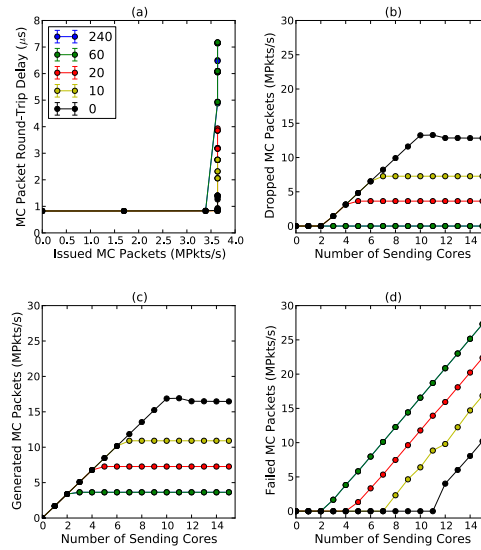 (a)
MC Packet Round-Trip Delay (μs)
8
7
6
5
4
3
2
1
0
240
60
20
10
0
0.0 0.5 1.0 1.5 2.0 2.5 3.0 3.5 4.0
Issued MC Packets (MPkts/s)
(b)
Dropped MC Packets (MPkts/s)
30
25
20
15
10
5
0
0 2 4 6 8 10 12 14
Number of Sending Cores
(c)
Generated MC Packets (MPkts/s)
30
25
20
15
10
5
0
0 2 4 6 8 10 12 14
Number of Sending Cores
(d)
Failed MC Packets (MPkts/s)
30
25
20
15
10
5
0
0 2 4 6 8 10 12 14
Number of Sending Cores